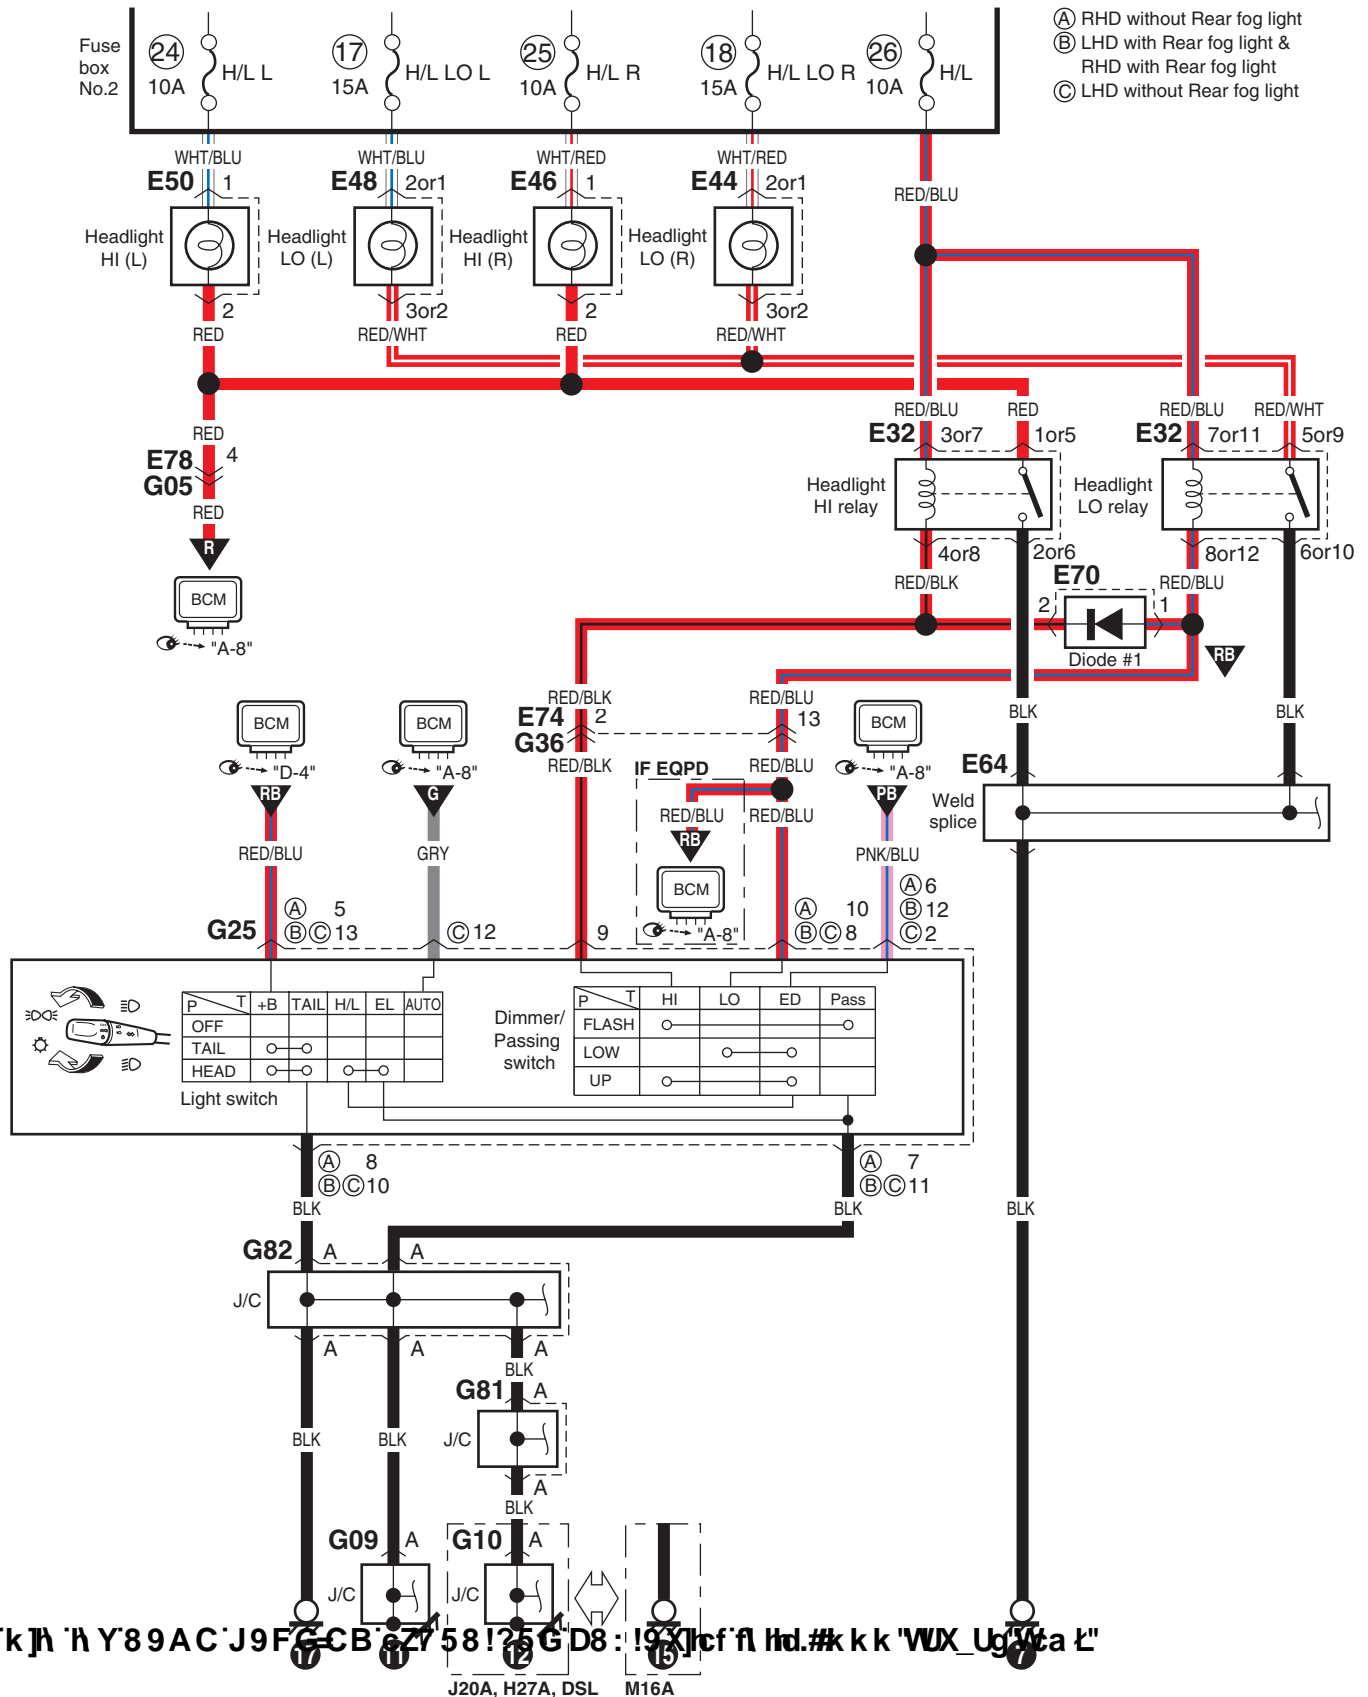 Fuse box No.2
24 10A H/L L
17 15A H/L LO L
25 10A H/L R
18 15A H/L LO R
26 10A H/L
A RHD without Rear fog light
B LHD with Rear fog light &
RHD with Rear fog light
C LHD without Rear fog light
WHT/BLU WHT/BLU WHT/RED WHT/RED
E50 1 E48 2or1 E46 1 E44 2or1
RED/BLU
Headlight HI (L)
Headlight LO (L)
Headlight HI (R)
Headlight LO (R)
2 3or2 2 3or2
RED RED/WHT RED RED/WHT
RED/BLU RED RED/BLU RED/WHT
E32 3or7 1or5 E32 7or11 5or9
RED
E78 4
G05
RED
R
BCM
"A-8"
Headlight HI relay
Headlight LO relay
4or8 2or6 8or12 6or10
RED/BLK E70 RED/BLU
2 1
Diode #1
RB
RED/BLK RED/BLU
E74 2 13
G36
RED/BLK RED/BLU
BLK BLK
BCM BCM BCM
"D-4" "A-8" "A-8"
RB G PB
IF EQPD
RED/BLU RED/BLU
RB
BCM
"A-8"
E64
Weld splice
RED/BLU GRY PNK/BLU
G25
A 5
B C 13
C 12
9
A 10
B C 8
A 6
B 12
C 2
P T +B TAIL H/L EL AUTO
OFF
TAIL
HEAD
Light switch
Dimmer/ Passing switch
P T HI LO ED Pass
FLASH
LOW
UP
A 8
B C 10
A 7
B C 11
BLK BLK BLK
G82 A A
J/C
A A A
BLK
G81 A
J/C
BLK BLK
A
BLK
G09 A G10 A
J/C J/C
17 11 12 15 7
J20A, H27A, DSL M16A